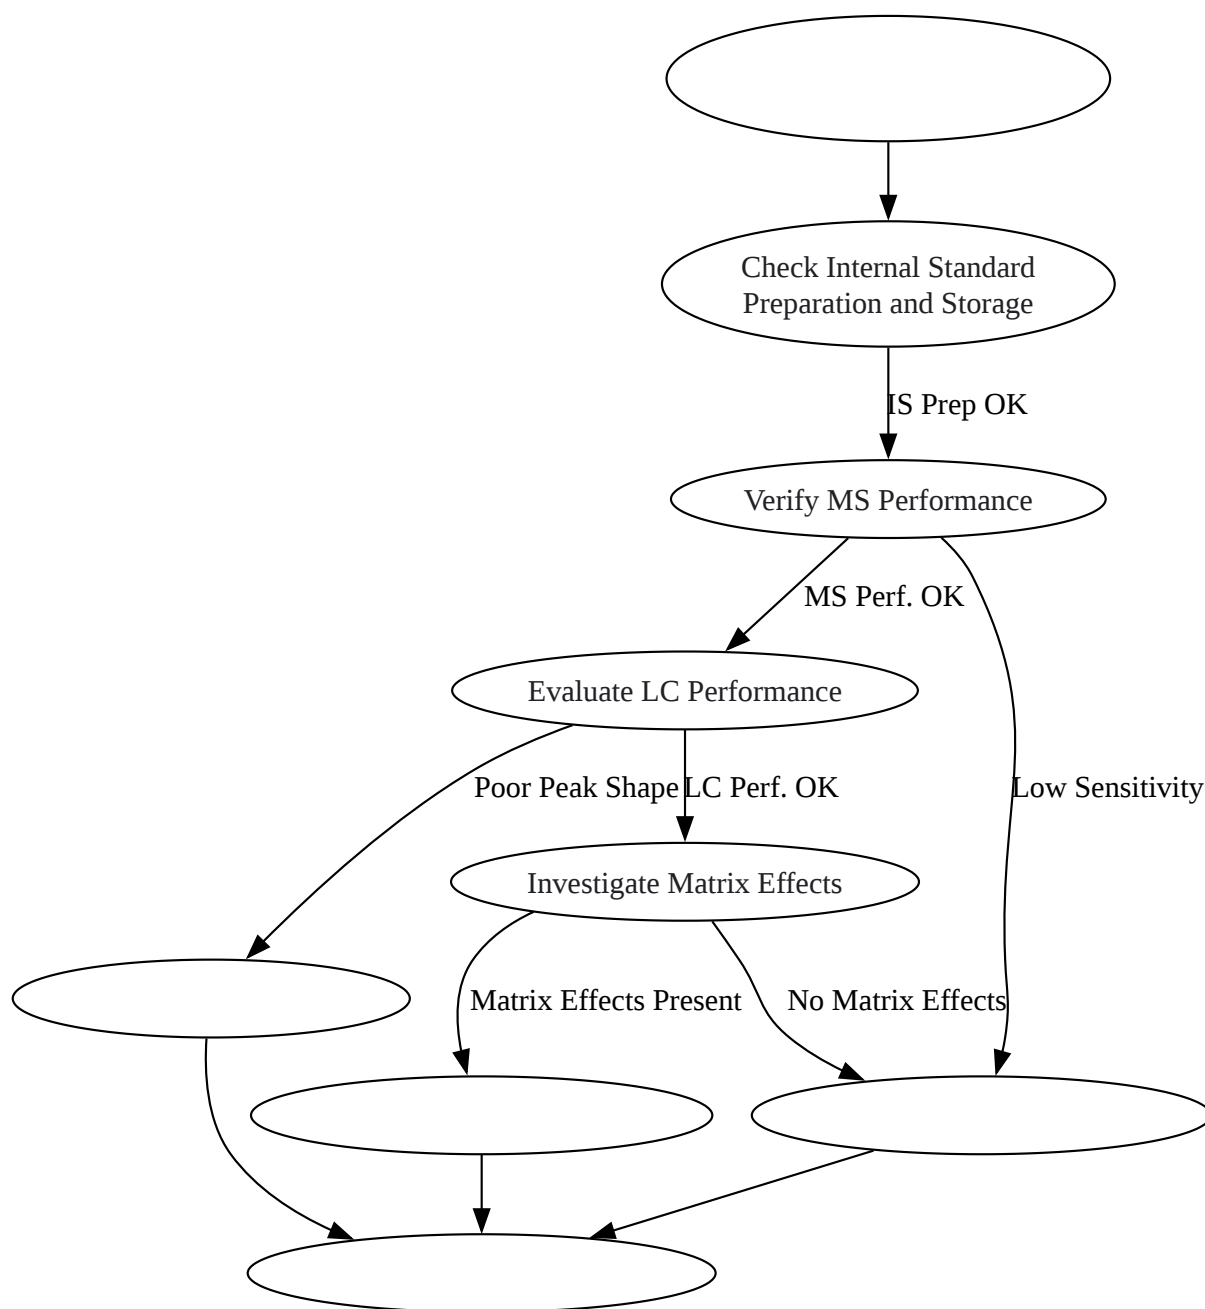 Check Internal Standard
Preparation and Storage
IS Prep OK
Verify MS Performance
MS Perf. OK
Evaluate LC Performance
Poor Peak Shape
LC Perf. OK
Low Sensitivity
Investigate Matrix Effects
Matrix Effects Present
No Matrix Effects